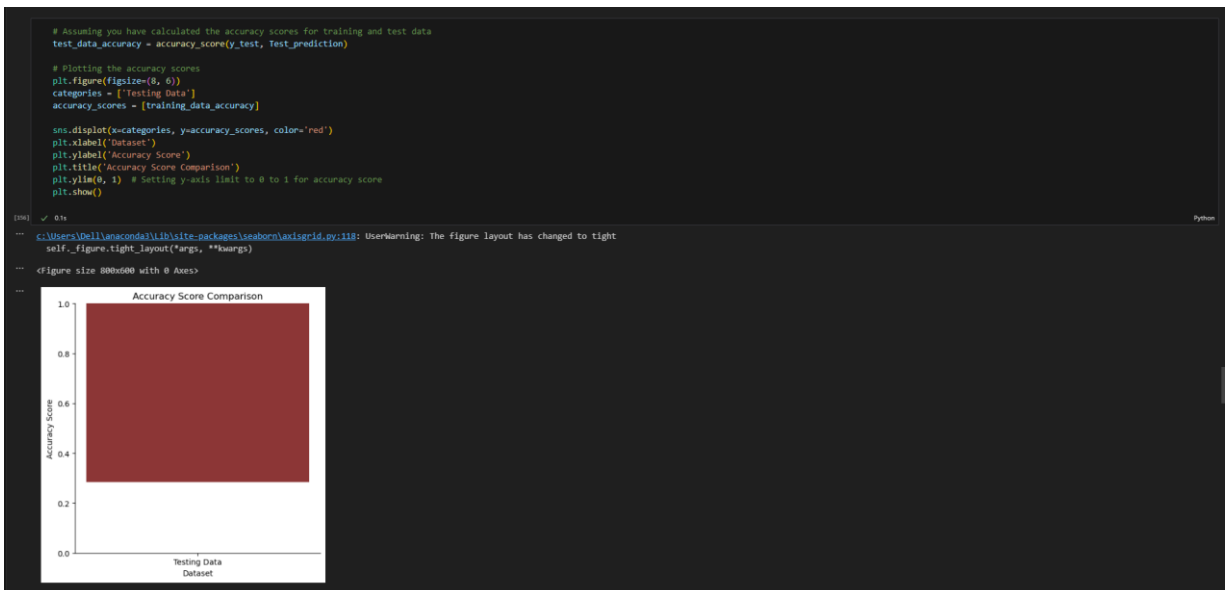 # Assuming you have calculated the accuracy scores for training and test data
test_data_accuracy = accuracy_score(y_test, Test_prediction)
# Plotting the accuracy scores
plt.figure(figsize=(8, 6))
categories = ['Testing Data']
accuracy_scores = [training_data_accuracy]
sns.displot(x=categories, y=accuracy_scores, color='red')
plt.xlabel('Dataset')
plt.ylabel('Accuracy Score')
plt.title('Accuracy Score Comparison')
plt.ylim(0, 1)  # Setting y-axis limit to 0 to 1 for accuracy score
plt.show()
[356] ✓ 0.1s Python
... c:\Users\Dell\anaconda3\Lib\site-packages\seaborn\axisgrid.py:118: UserWarning: The figure layout has changed to tight
self._figure.tight_layout(*args, **kwargs)
... <Figure size 800x600 with 0 Axes>
...
Accuracy Score Comparison
1.0
0.8
0.6
0.4
0.2
0.0
Accuracy Score
Testing Data
Dataset